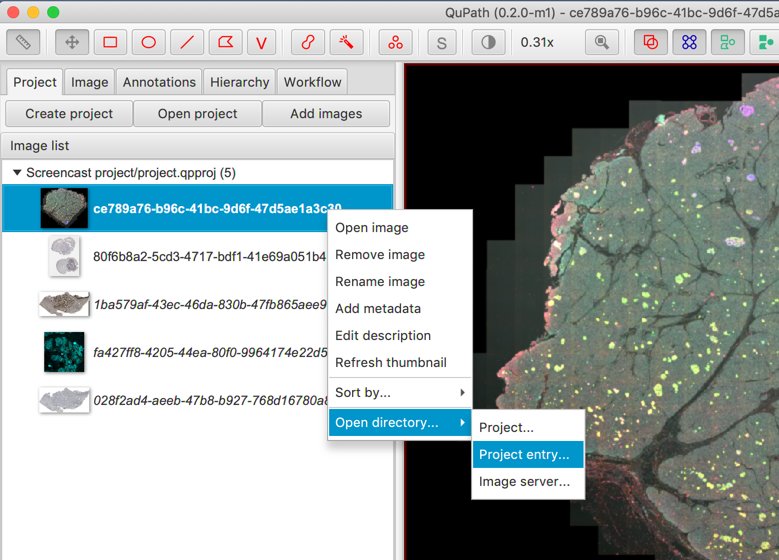 QuPath (0.2.0-m1) - ce789a76-b96c-41bc-9d6f-47d5a
V
S
0.31x
Project Image Annotations Hierarchy Workflow
Create project Open project Add images
Image list
Screencast project/project.qpproj (5)
ce789a76-b96c-41bc-9d6f-47d5ae1a3c30
80f6b8a2-5cd3-4717-bdf1-41e69a051b4
1ba579af-43ec-46da-830b-47fb865aee9
fa427ff8-4205-44ea-80f0-9964174e22d5
028f2ad4-aeeb-47b8-b927-768d16780a8
Open image
Remove image
Rename image
Add metadata
Edit description
Refresh thumbnail
Sort by...
Open directory...
Project...
Project entry...
Image server...